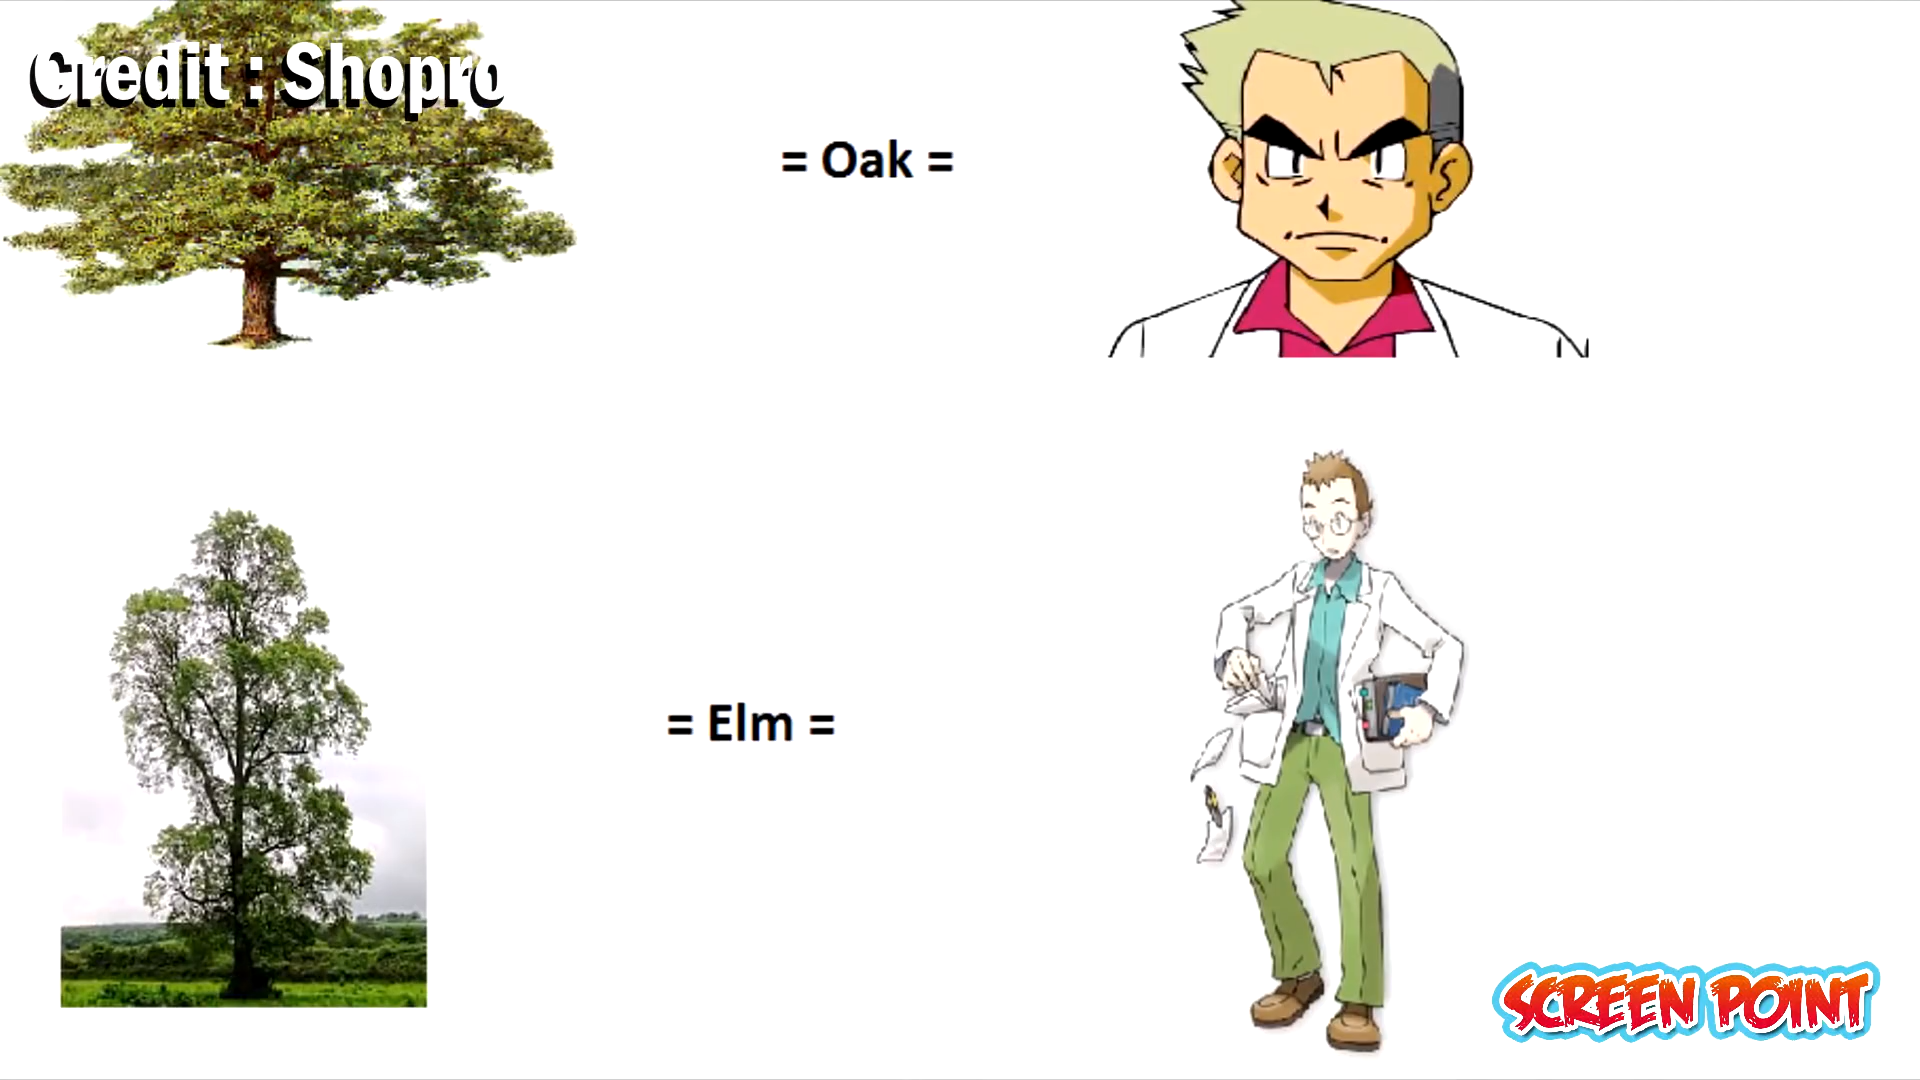 Credit : Shopro
= Oak =
= Elm =
SCREEN POINT